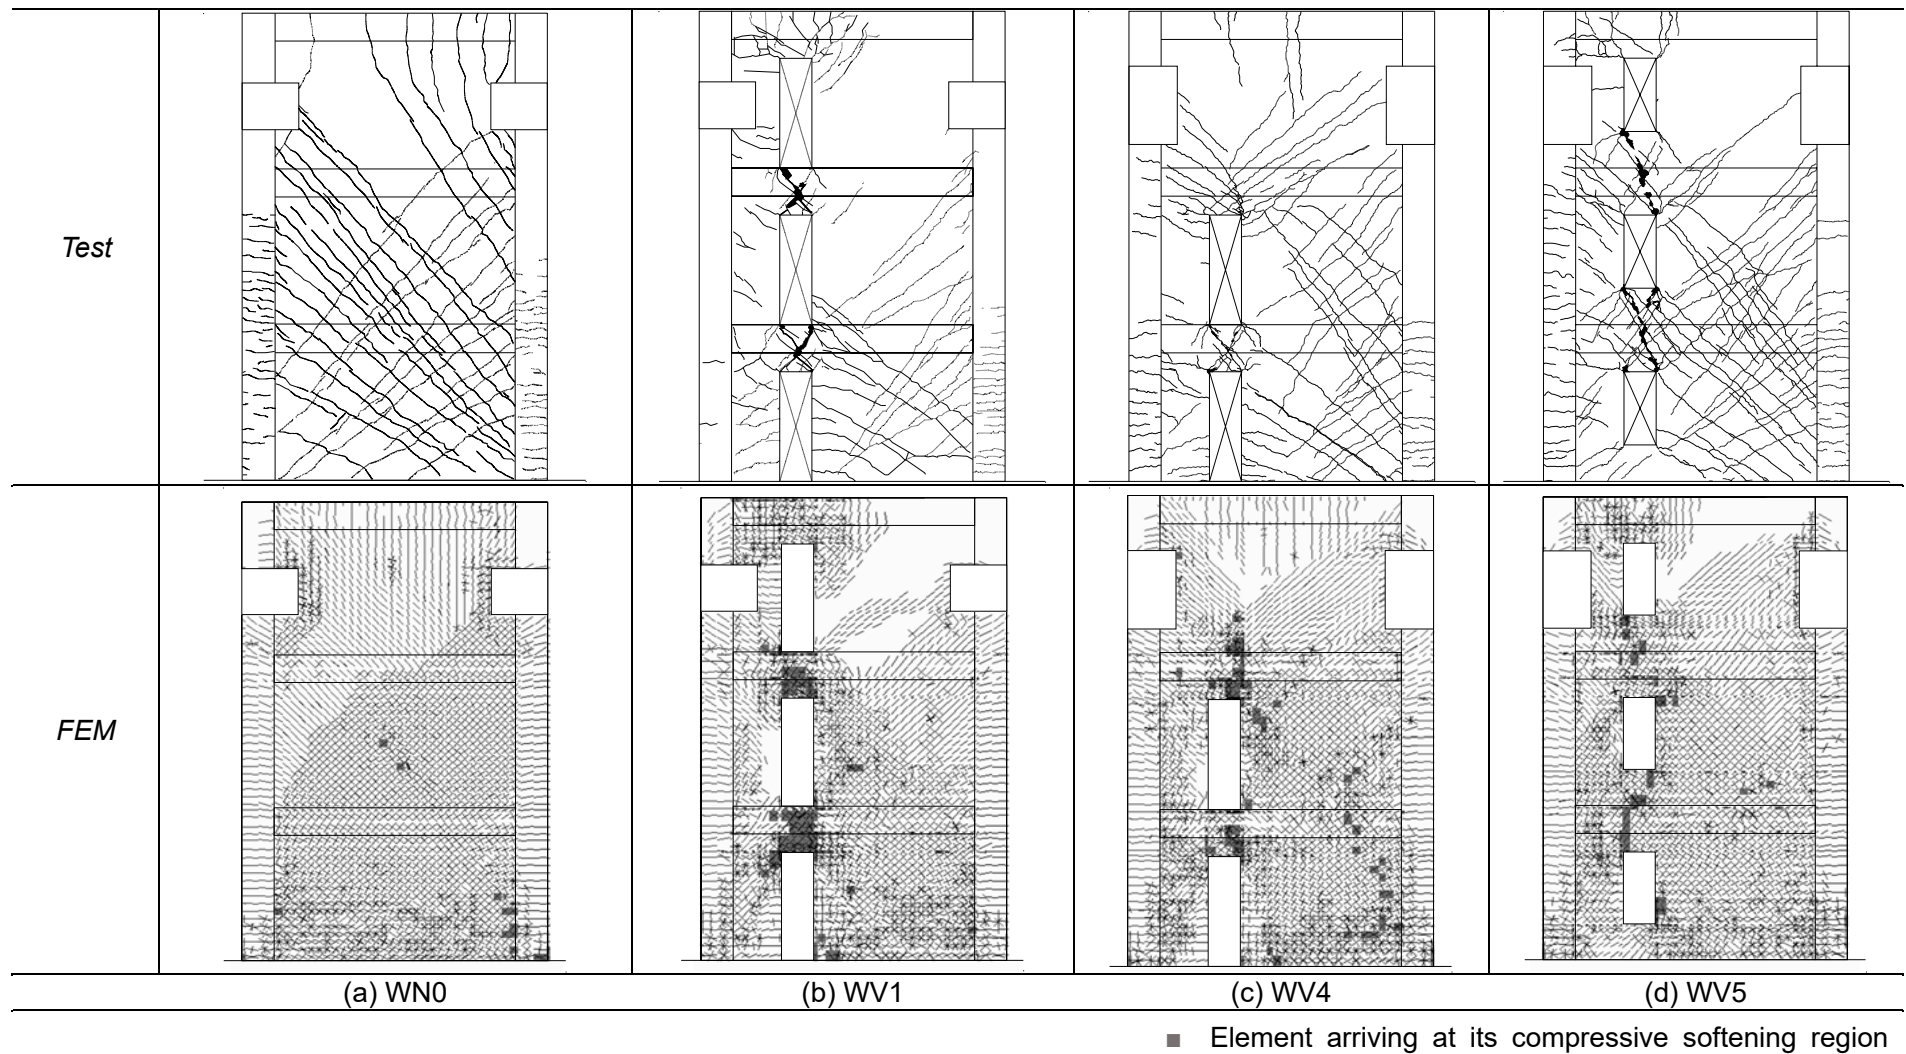 Test
FEM
(a) WN0
(b) WV1
(c) WV4
(d) WV5
■ Element arriving at its compressive softening region